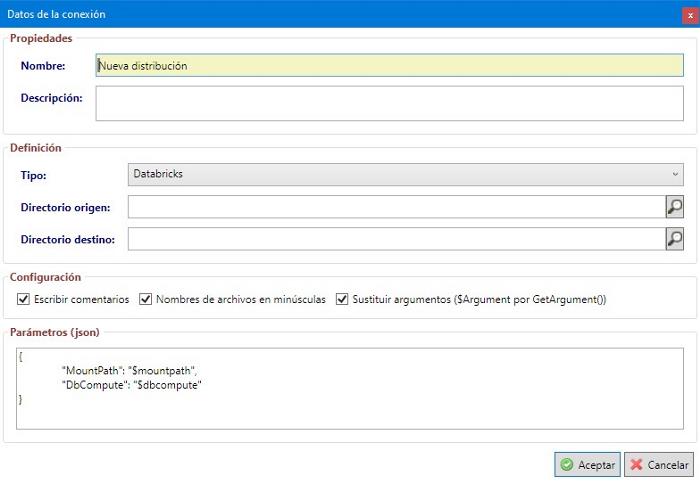 Datos de la conexión
x
Propiedades
Nombre:
Nueva distribución
Descripción:
Definición
Tipo:
Databricks
Directorio origen:
Directorio destino:
Configuración
Escribir comentarios
Nombres de archivos en minúsculas
Sustituir argumentos ($Argument por GetArgument())
Parámetros (json)
{
"MountPath": "$mountpath",
"DbCompute": "$dbcompute"
}
Aceptar
Cancelar